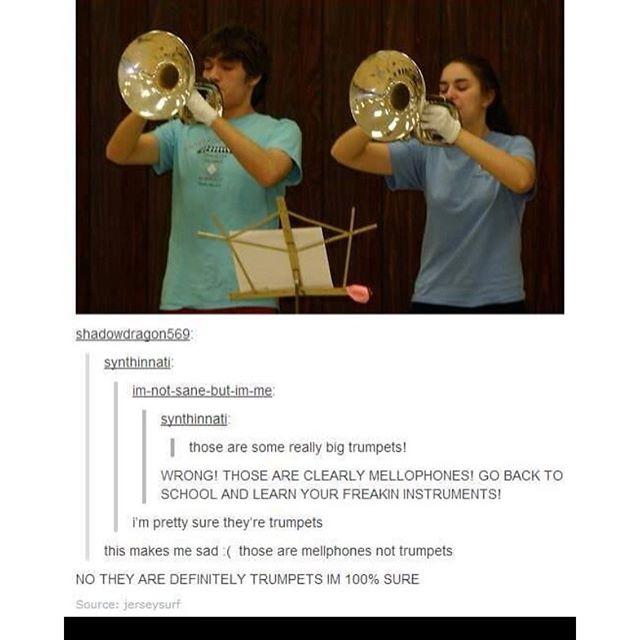 shadowdragon569:
synthinnati:
im-not-sane-but-im-me:
synthinnati:
those are some really big trumpets!
WRONG! THOSE ARE CLEARLY MELLOPHONES! GO BACK TO
SCHOOL AND LEARN YOUR FREAKIN INSTRUMENTS!
i'm pretty sure they're trumpets
this makes me sad :( those are mellphones not trumpets
NO THEY ARE DEFINITELY TRUMPETS IM 100% SURE
Source: jerseysurf